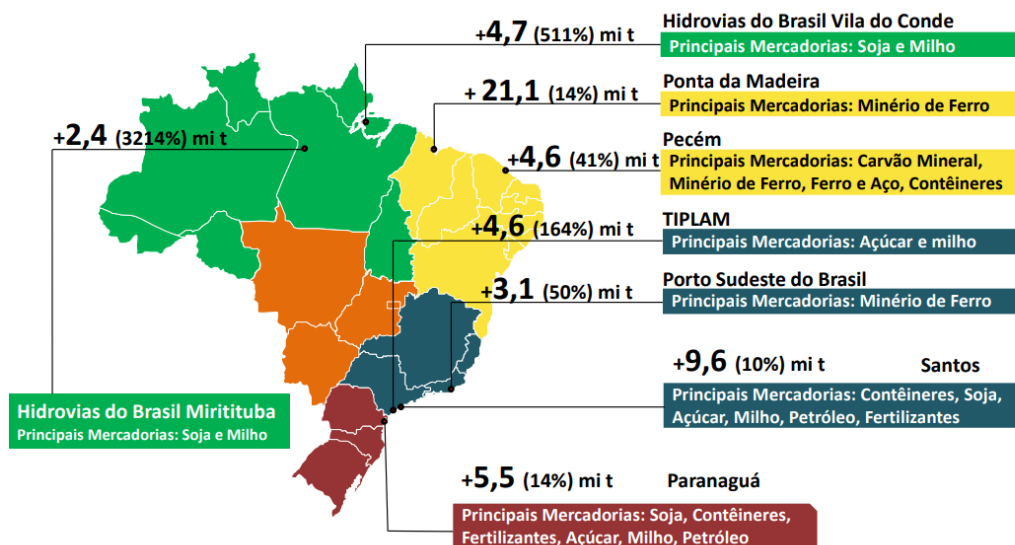 +4,7 (511%) mi t
Hidrovias do Brasil Vila do Conde
Principais Mercadorias: Soja e Milho
+ 21,1 (14%) mi t
Ponta da Madeira
Principais Mercadorias: Minério de Ferro
+2,4 (3214%) mi t
+4,6 (41%) mi t
Pecém
Principais Mercadorias: Carvão Mineral,
Minério de Ferro, Ferro e Aço, Contêineres
+4,6 (164%) mi t
TIPLAM
Principais Mercadorias: Açúcar e milho
+3,1 (50%) mi t
Porto Sudeste do Brasil
Principais Mercadorias: Minério de Ferro
+9,6 (10%) mi t
Santos
Principais Mercadorias: Contêineres, Soja,
Açúcar, Milho, Petróleo, Fertilizantes
Hidrovias do Brasil Miritituba
Principais Mercadorias: Soja e Milho
+5,5 (14%) mi t
Paranaguá
Principais Mercadorias: Soja, Contêineres,
Fertilizantes, Açúcar, Milho, Petróleo